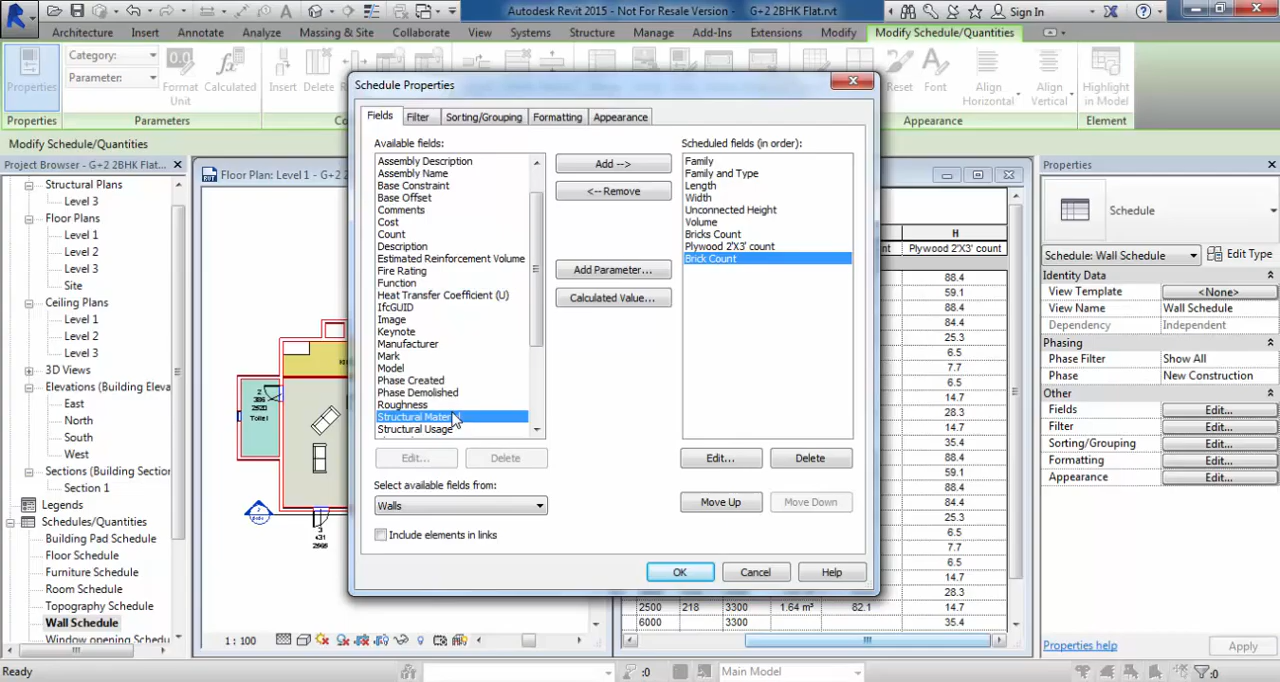 Autodesk Revit 2015 - Not For Resale Version - G+2 2BHK Flat.rvt
Sign In
Architecture Insert Annotate Analyze Massing & Site Collaborate View Systems Structure Manage Add-Ins Extensions Modify Modify Schedule/Quantities
Properties
Category:
Parameter:
Format
Unit
Calculated
Insert
Delete
Reset
Font
Align
Horizontal
Align
Vertical
Highlight
in Model
Properties
Parameters
Appearance
Element
Modify Schedule/Quantities
Project Browser - G+2 2BHK Flat...
Structural Plans
Level 3
Floor Plans
Level 1
Level 2
Level 3
Site
Ceiling Plans
Level 1
Level 2
Level 3
3D Views
Elevations (Building Eleva
East
North
South
West
Sections (Building Section
Section 1
Legends
Schedules/Quantities
Building Pad Schedule
Floor Schedule
Furniture Schedule
Room Schedule
Topography Schedule
Wall Schedule
Window opening Schedu
Floor Plan: Level 1 - G+2
Toilet
1 : 100
Schedule Properties
Fields Filter Sorting/Grouping Formatting Appearance
Available fields:
Assembly Description
Assembly Name
Base Constraint
Base Offset
Comments
Cost
Count
Description
Estimated Reinforcement Volume
Fire Rating
Function
Heat Transfer Coefficient (U)
IfcGUID
Image
Keynote
Manufacturer
Mark
Model
Phase Created
Phase Demolished
Roughness
Structural Mater
Structural Usage
Add -->
<-- Remove
Add Parameter...
Calculated Value...
Scheduled fields (in order):
Family
Family and Type
Length
Width
Unconnected Height
Volume
Bricks Count
Plywood 2'X3' count
Brick Count
Edit...
Delete
Edit...
Delete
Select available fields from:
Walls
Move Up
Move Down
Include elements in links
OK
Cancel
Help
H
nt Plywood 2'X3' count
88.4
59.1
88.4
84.4
25.3
6.5
7.7
6.5
14.7
28.3
14.7
35.4
88.4
59.1
88.4
84.4
25.3
6.5
7.7
6.5
14.7
28.3
2500 218 3300 1.64 m³ 82.1 14.7
6000 3300 35.4
Properties
Schedule
Schedule: Wall Schedule
Edit Type
Identity Data
View Template <None>
View Name Wall Schedule
Dependency Independent
Phasing
Phase Filter Show All
Phase New Construction
Other
Fields Edit...
Filter Edit...
Sorting/Grouping Edit...
Formatting Edit...
Appearance Edit...
Properties help
Apply
Ready
:0
Main Model
:0